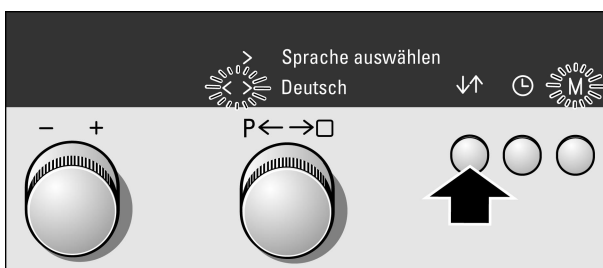 > Sprache auswählen
< > Deutsch ↓↑ M
− + P← →□